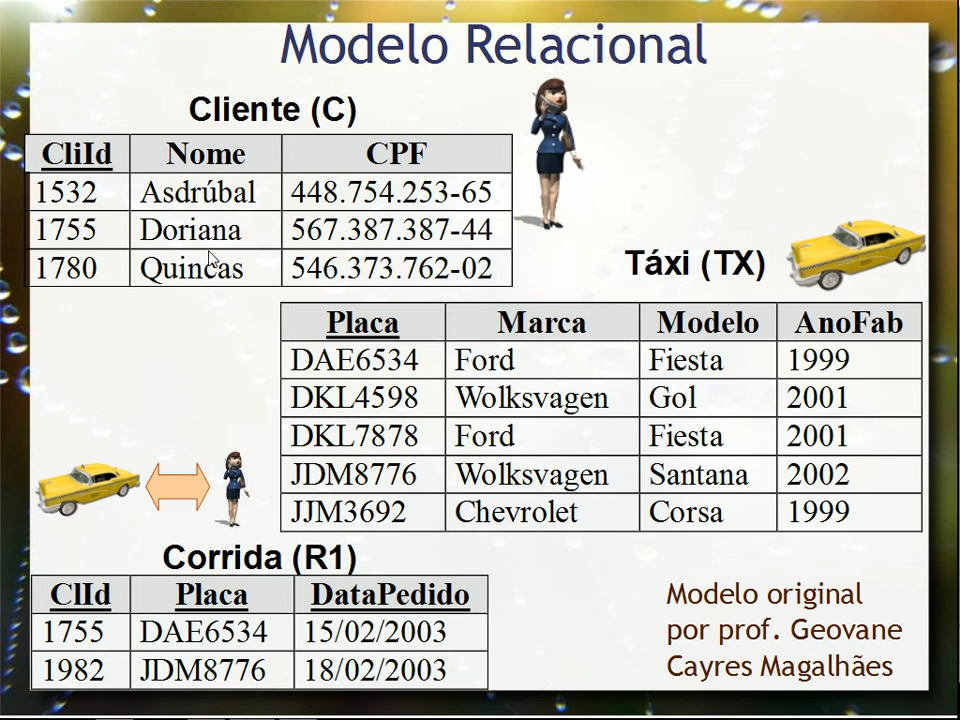 Modelo Relacional
Cliente (C)
CliId Nome CPF
1532 Asdrúbal 448.754.253-65
1755 Doriana 567.387.387-44
1780 Quincas 546.373.762-02
Táxi (TX)
Placa Marca Modelo AnoFab
DAE6534 Ford Fiesta 1999
DKL4598 Wolksvagen Gol 2001
DKL7878 Ford Fiesta 2001
JDM8776 Wolksvagen Santana 2002
JJM3692 Chevrolet Corsa 1999
Corrida (R1)
ClId Placa DataPedido
1755 DAE6534 15/02/2003
1982 JDM8776 18/02/2003
Modelo original
por prof. Geovane
Cayres Magalhães